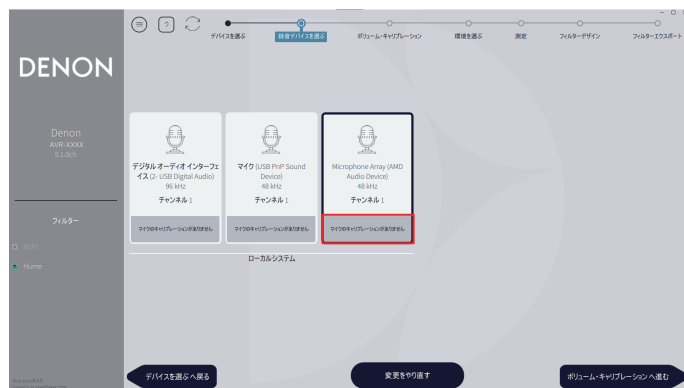 ?
デバイスを選ぶ
録音デバイスを選ぶ
ボリューム・キャリブレーション
環境を選ぶ
測定
フィルターデザイン
フィルターエクスポート
DENON
Denon
AVR-XXXX
5.1.0ch
フィルター
Home
デジタル オーディオ インターフェ
イス (2- USB Digital Audio)
96 kHz
チャンネル 1
マイクのキャリブレーションがありません
マイク (USB PnP Sound
Device)
48 kHz
チャンネル 1
マイクのキャリブレーションがありません
Microphone Array (AMD
Audio Device)
48 kHz
チャンネル 1
マイクのキャリブレーションがありません
ローカルシステム
デバイスを選ぶ へ戻る
変更をやり直す
ボリューム・キャリブレーション へ進む